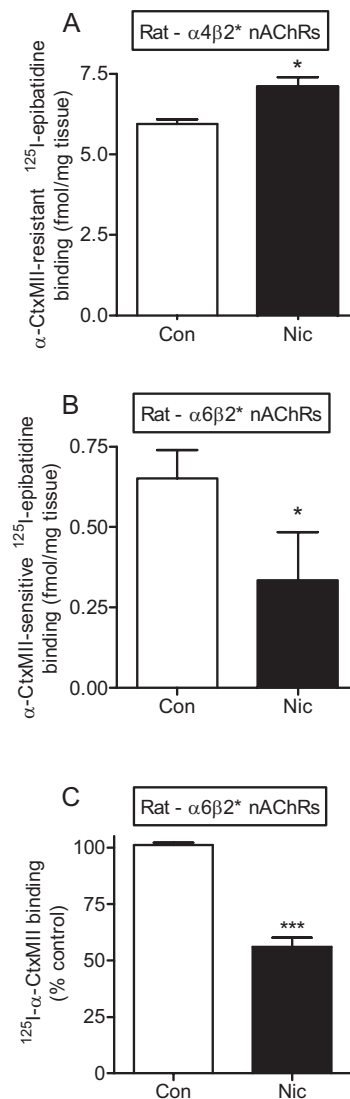 A
Rat - α4β2* nAChRs
α-CtxMII-resistant ¹²⁵I-epibatidine
binding (fmol/mg tissue)
7.5
5.0
2.5
0.0
*
Con
Nic
B
Rat - α6β2* nAChRs
α-CtxMII-sensitive ¹²⁵I-epibatidine
binding (fmol/mg tissue)
0.75
0.50
0.25
0.00
*
Con
Nic
C
Rat - α6β2* nAChRs
¹²⁵I-α-CtxMII binding
(% control)
100
75
50
25
0
***
Con
Nic